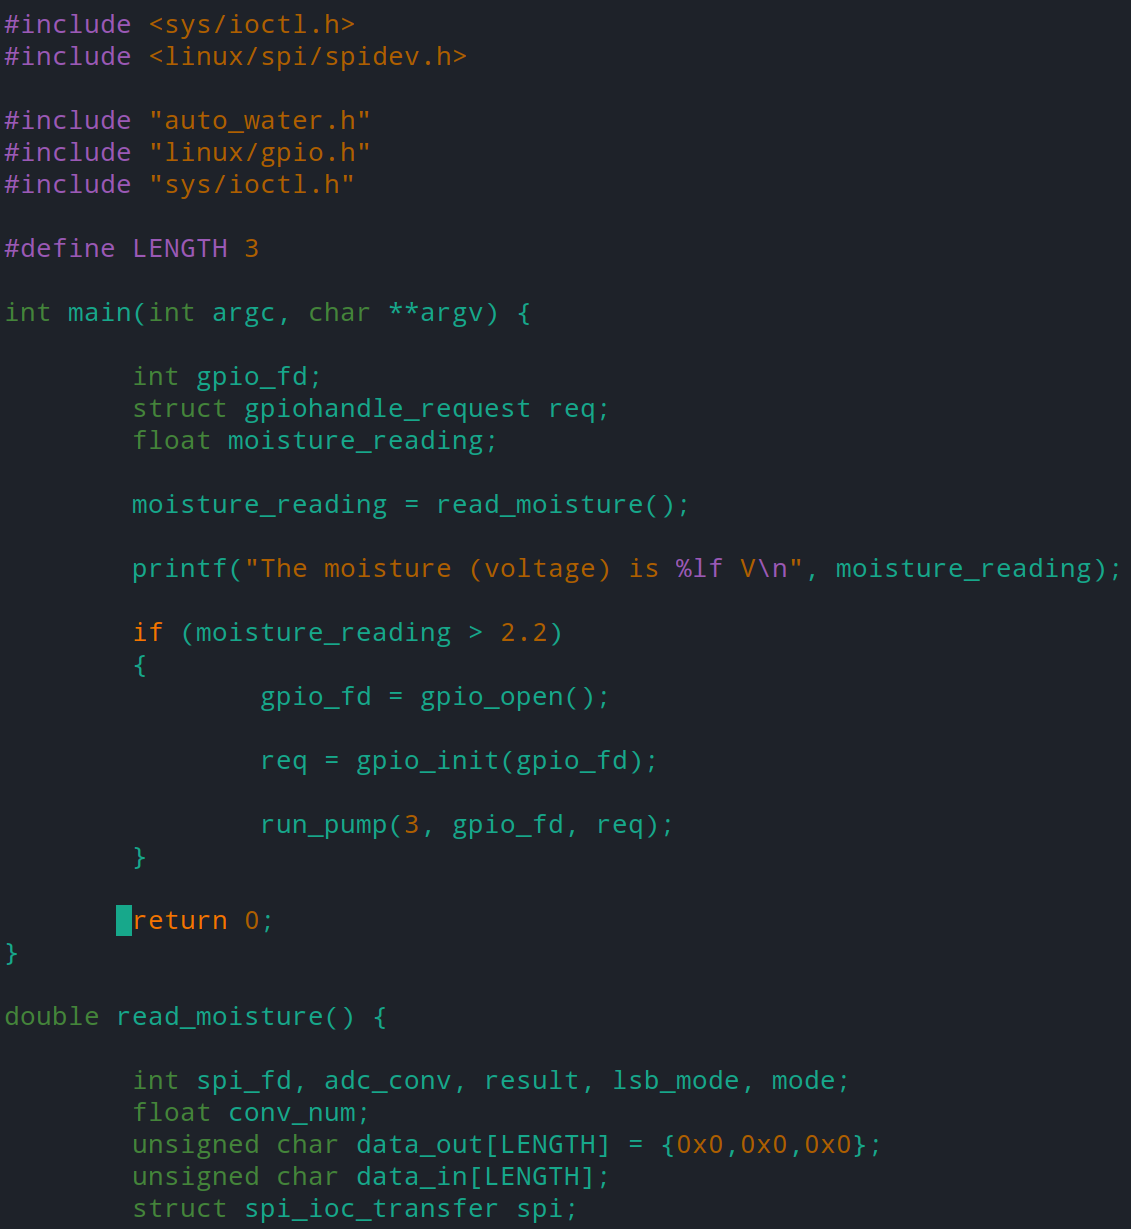 #include <sys/ioctl.h>
#include <linux/spi/spidev.h>
#include "auto_water.h"
#include "linux/gpio.h"
#include "sys/ioctl.h"
#define LENGTH 3
int main(int argc, char **argv) {
int gpio_fd;
struct gpiohandle_request req;
float moisture_reading;
moisture_reading = read_moisture();
printf("The moisture (voltage) is %lf V\n", moisture_reading);
if (moisture_reading > 2.2)
{
gpio_fd = gpio_open();
req = gpio_init(gpio_fd);
run_pump(3, gpio_fd, req);
}
return 0;
}
double read_moisture() {
int spi_fd, adc_conv, result, lsb_mode, mode;
float conv_num;
unsigned char data_out[LENGTH] = {0x0,0x0,0x0};
unsigned char data_in[LENGTH];
struct spi_ioc_transfer spi;